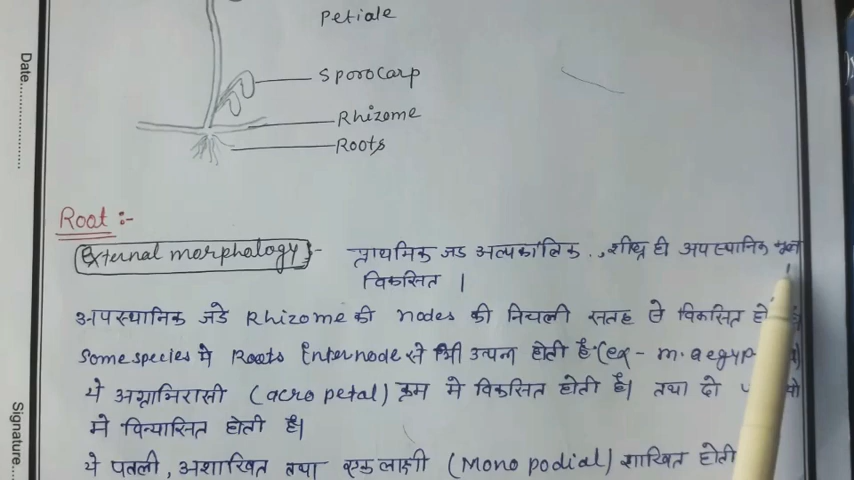 Petiole
Sporocarp
Rhizome
Roots
Date
Root :-
External morphology :- प्राथमिक जड अल्पकालिक, शीघ्र ही अपस्थानिक मूल
विकसित ।
अपस्थानिक जडे Rhizome की nodes की निचली सतह से विकसित हो
Some species मे Roots Internode से भी उत्पन्न होती है (ex - m. aegyp
ये अग्राभिसारी (acropetal) क्रम मे विकसित होती है। तथा दो
मे विन्यासित होती है।
ये पतली, अशाखित तथा एकलाक्षी (Monopodial) शाखित होती
Signature